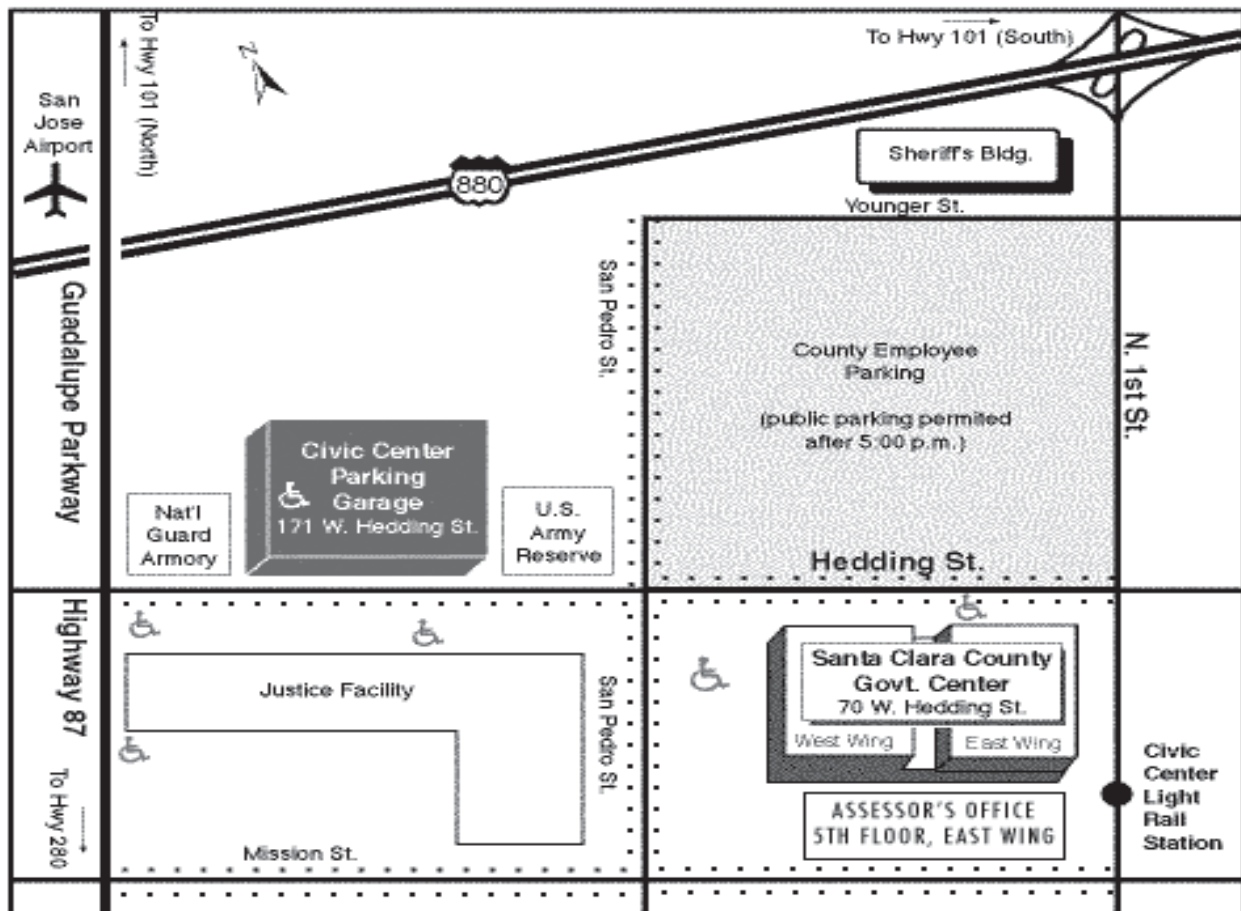 To Hwy 101 (North)
N
To Hwy 101 (South)
San
Jose
Airport
880
Sheriff's Bldg.
Younger St.
San Pedro St.
Guadalupe Parkway
County Employee
Parking
(public parking permited
after 5:00 p.m.)
N. 1st St.
Civic Center
Parking
Garage
171 W. Hedding St.
Nat'l
Guard
Armory
U.S.
Army
Reserve
Hedding St.
Highway 87
To Hwy 280
Justice Facility
San Pedro St.
Santa Clara County
Govt. Center
70 W. Hedding St.
West Wing
East Wing
ASSESSOR'S OFFICE
5TH FLOOR, EAST WING
Civic
Center
Light
Rail
Station
Mission St.